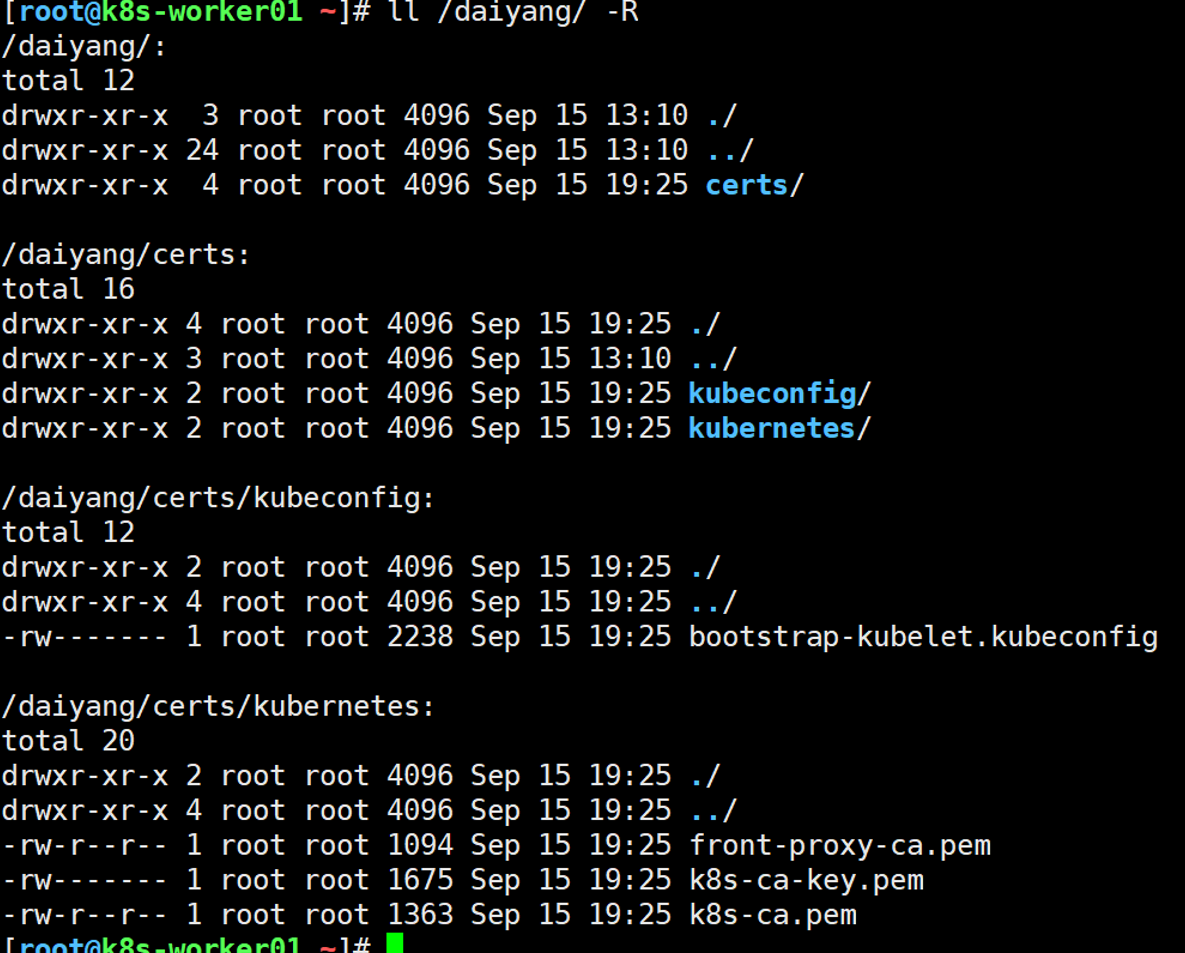 [root@k8s-worker01 ~]# ll /daiyang/ -R
/daiyang/:
total 12
drwxr-xr-x  3 root root 4096 Sep 15 13:10 ./
drwxr-xr-x 24 root root 4096 Sep 15 13:10 ../
drwxr-xr-x  4 root root 4096 Sep 15 19:25 certs/

/daiyang/certs:
total 16
drwxr-xr-x 4 root root 4096 Sep 15 19:25 ./
drwxr-xr-x 3 root root 4096 Sep 15 13:10 ../
drwxr-xr-x 2 root root 4096 Sep 15 19:25 kubeconfig/
drwxr-xr-x 2 root root 4096 Sep 15 19:25 kubernetes/

/daiyang/certs/kubeconfig:
total 12
drwxr-xr-x 2 root root 4096 Sep 15 19:25 ./
drwxr-xr-x 4 root root 4096 Sep 15 19:25 ../
-rw------- 1 root root 2238 Sep 15 19:25 bootstrap-kubelet.kubeconfig

/daiyang/certs/kubernetes:
total 20
drwxr-xr-x 2 root root 4096 Sep 15 19:25 ./
drwxr-xr-x 4 root root 4096 Sep 15 19:25 ../
-rw-r--r-- 1 root root 1094 Sep 15 19:25 front-proxy-ca.pem
-rw------- 1 root root 1675 Sep 15 19:25 k8s-ca-key.pem
-rw-r--r-- 1 root root 1363 Sep 15 19:25 k8s-ca.pem
[root@k8s-worker01 ~]#